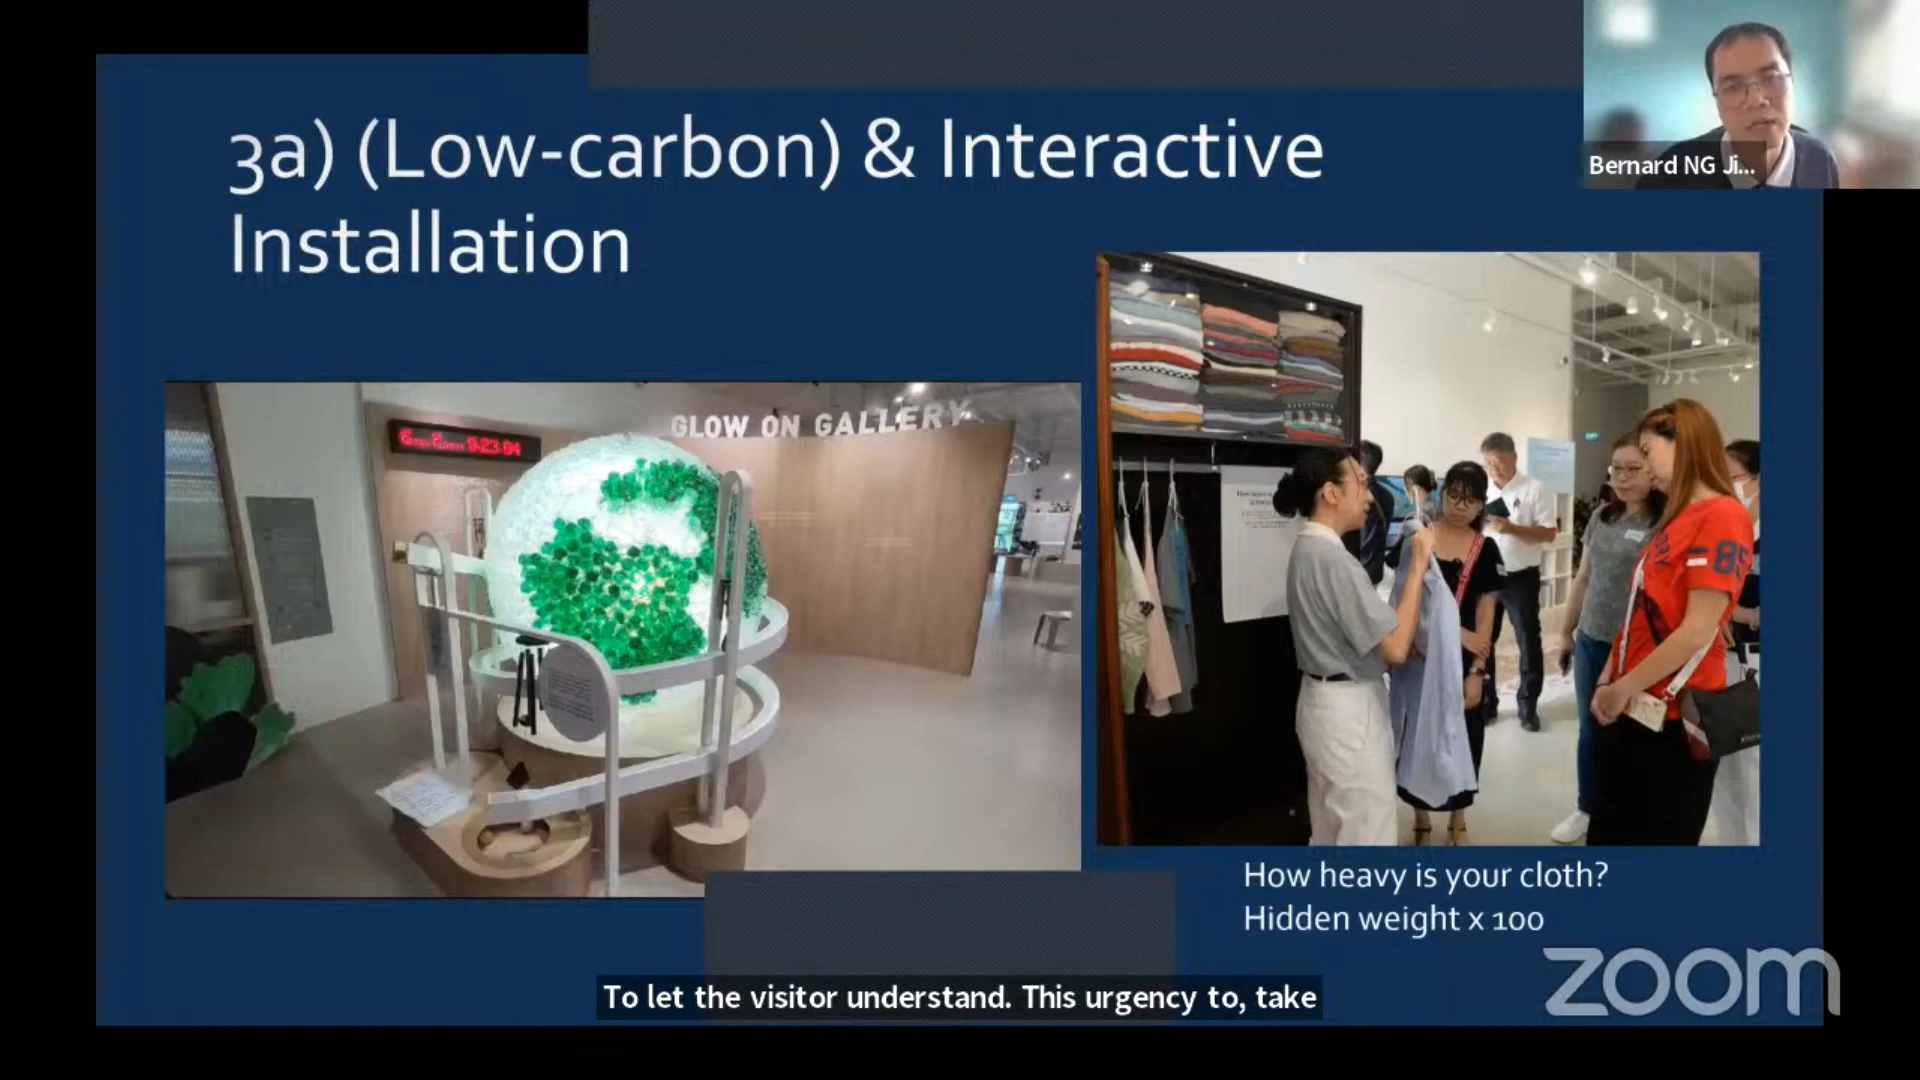 3a) (Low-carbon) & Interactive
Installation
Bernard NG Ji...
GLOW ON GALLERY
85
How heavy is your cloth?
Hidden weight x 100
zoom
To let the visitor understand. This urgency to, take